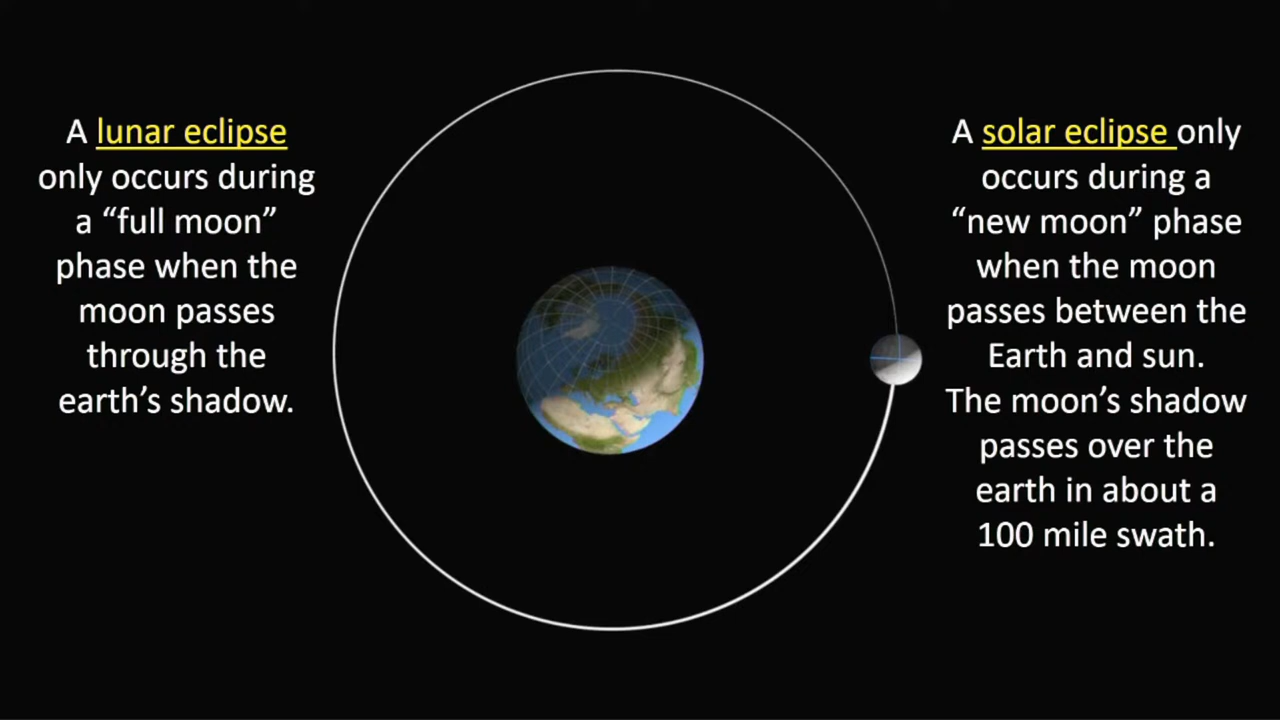 A lunar eclipse
only occurs during
a “full moon”
phase when the
moon passes
through the
earth’s shadow.
A solar eclipse only
occurs during a
“new moon” phase
when the moon
passes between the
Earth and sun.
The moon’s shadow
passes over the
earth in about a
100 mile swath.